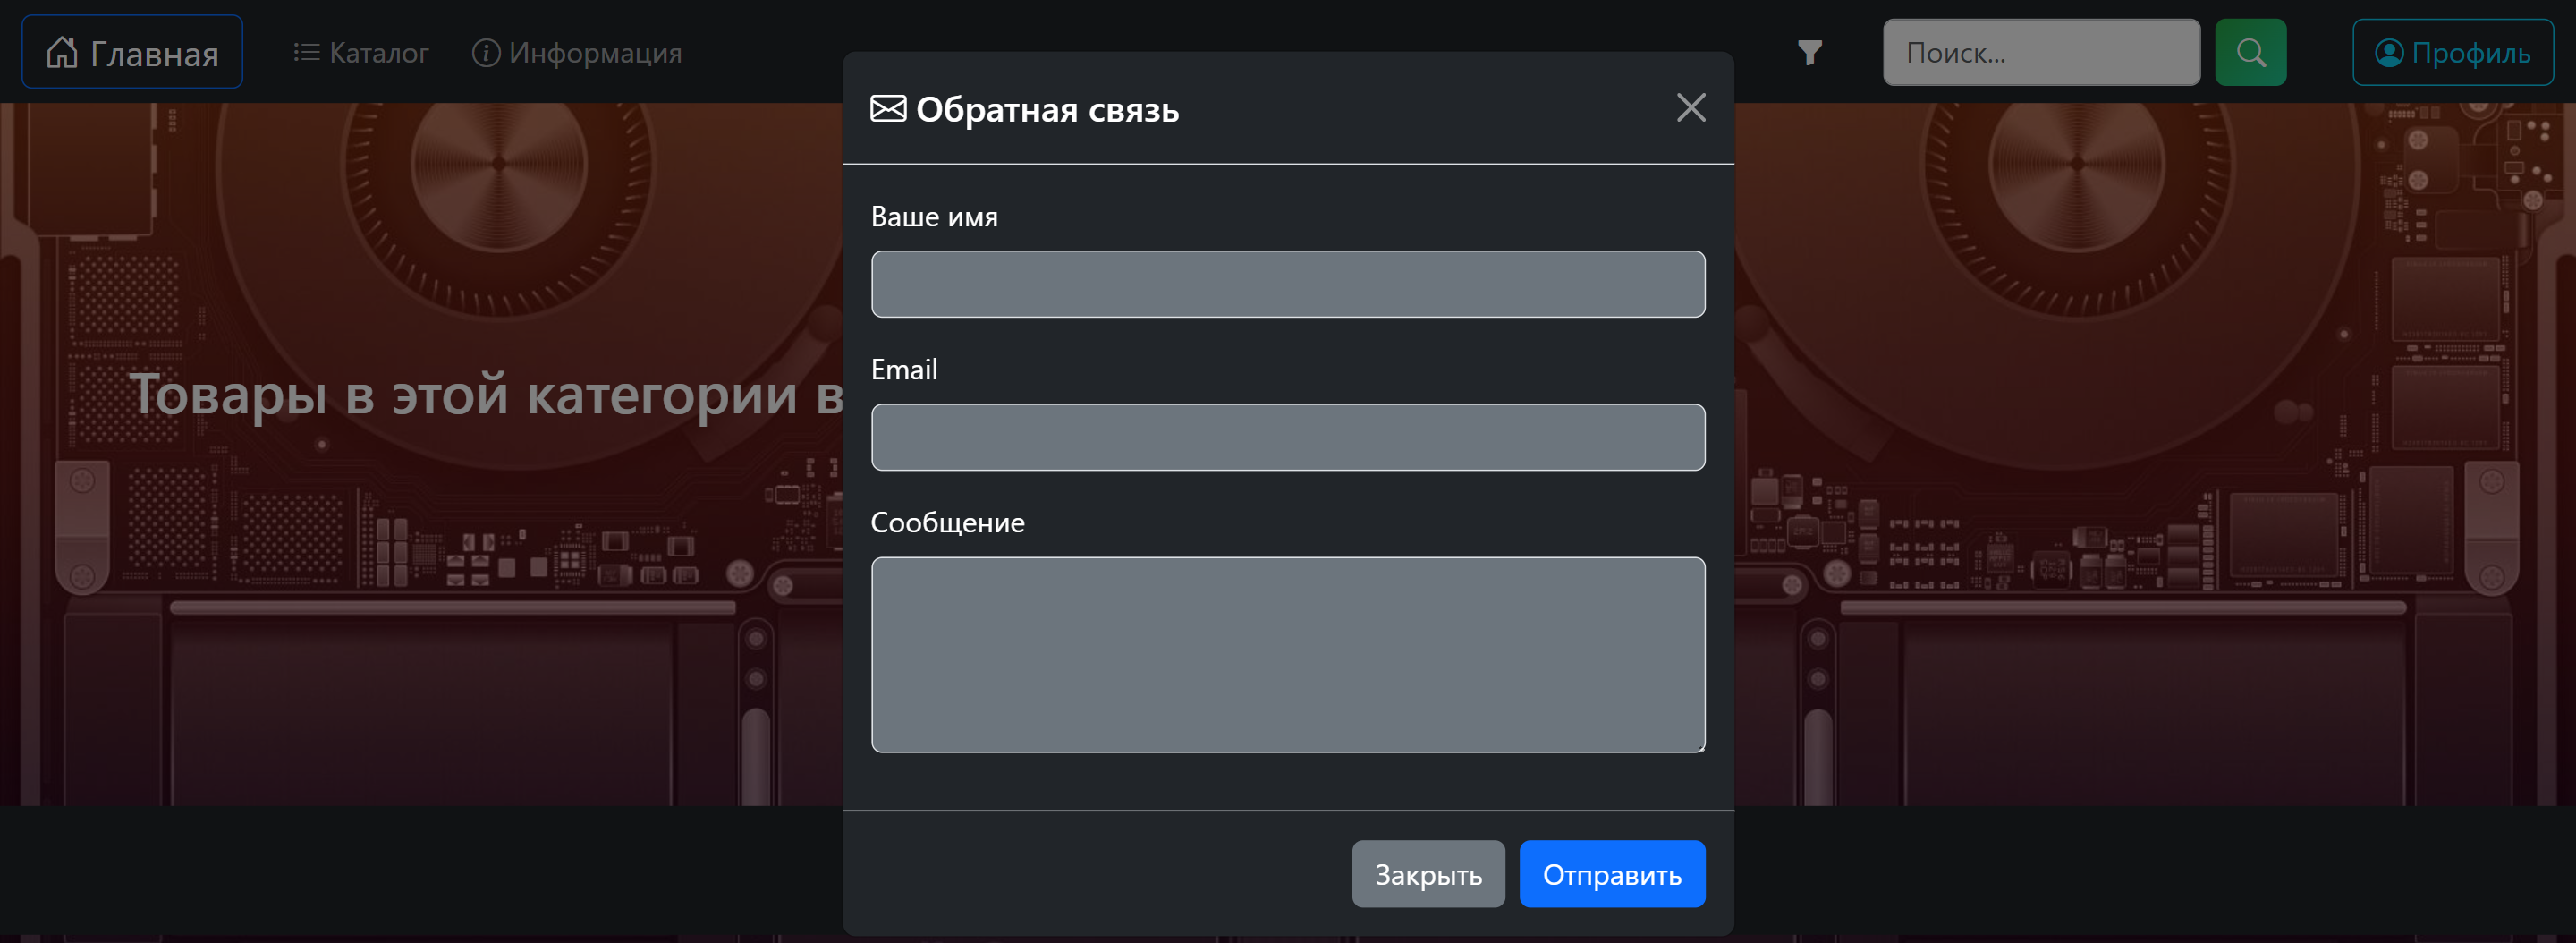 Главная
Каталог
Информация
Поиск...
Профиль
Обратная связь
Ваше имя
Товары в этой категории в
Email
Сообщение
Закрыть
Отправить